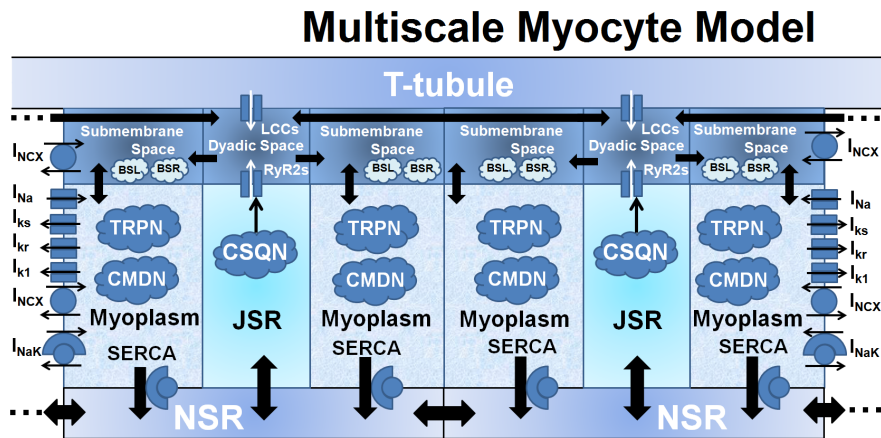 Multiscale Myocyte Model
T-tubule
Submembrane
Space
BSL
BSR
LCCs
Dyadic Space
RyR2s
Submembrane
Space
BSL
BSR
Submembrane
Space
BSL
BSR
LCCs
Dyadic Space
RyR2s
Submembrane
Space
BSL
BSR
INCX
INa
Iks
Ikr
Ik1
INCX
INaK
TRPN
CMDN
Myoplasm
SERCA
CSQN
JSR
TRPN
CMDN
Myoplasm
SERCA
TRPN
CMDN
Myoplasm
SERCA
CSQN
JSR
TRPN
CMDN
Myoplasm
SERCA
INCX
INa
Iks
Ikr
Ik1
INCX
INaK
NSR
NSR